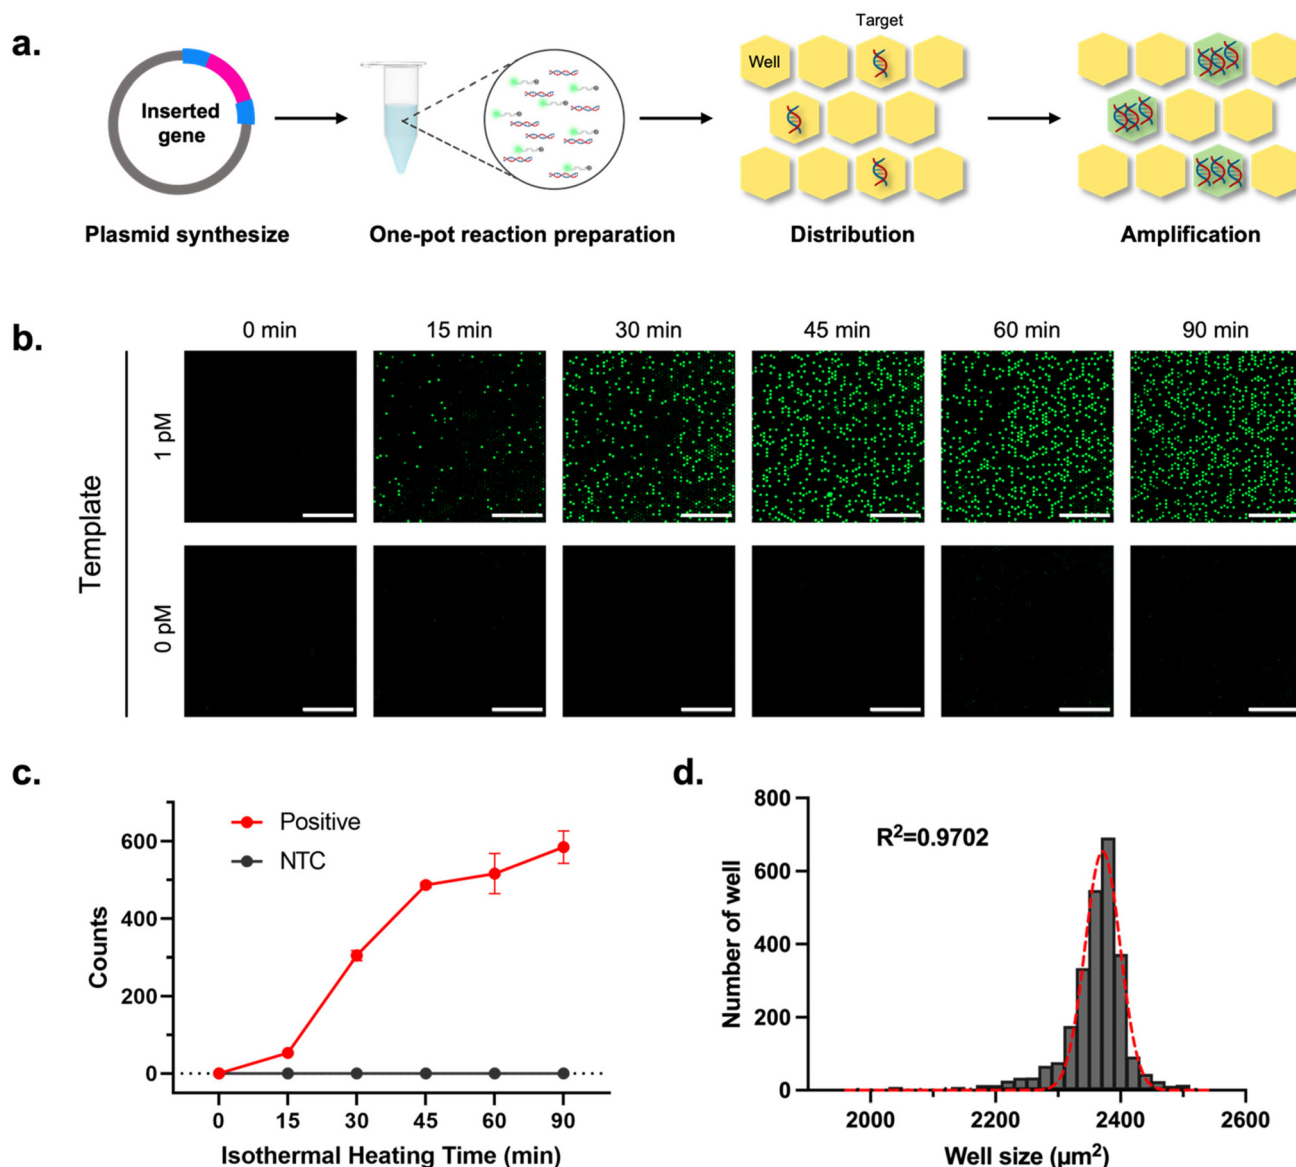 a.
Inserted
gene
Well
Target
Plasmid synthesize
One-pot reaction preparation
Distribution
Amplification
b.
0 min
15 min
30 min
45 min
60 min
90 min
Template
1 pM
0 pM
c.
Positive
NTC
Counts
600
400
200
0
0 15 30 45 60 90
Isothermal Heating Time (min)
d.
R²=0.9702
Number of well
800
600
400
200
0
2000 2200 2400 2600
Well size (µm²)